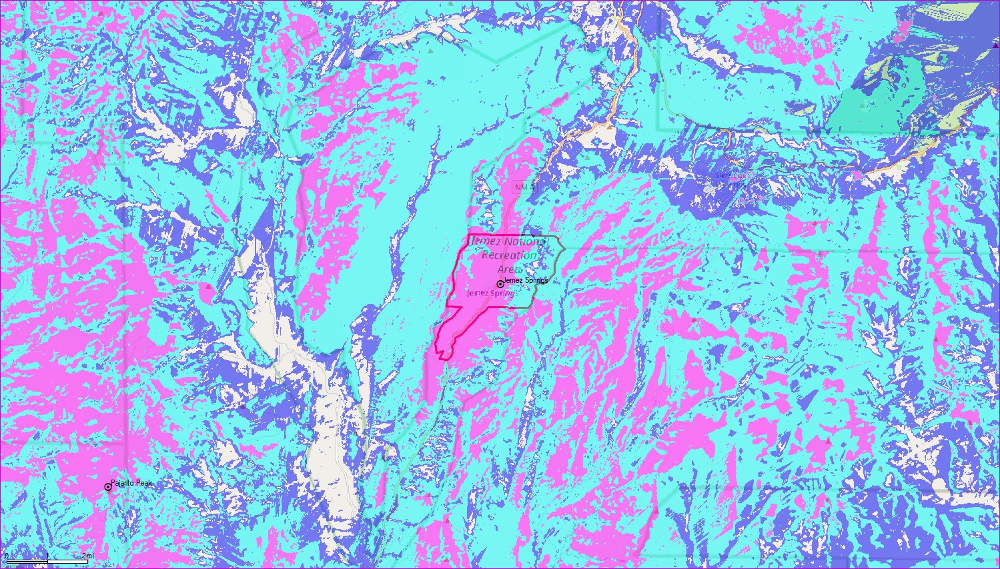 NM 4
Jemez National
Recreation
Area
Jemez Springs
Jemez Springs
Pajarito Peak
0 1 2mi